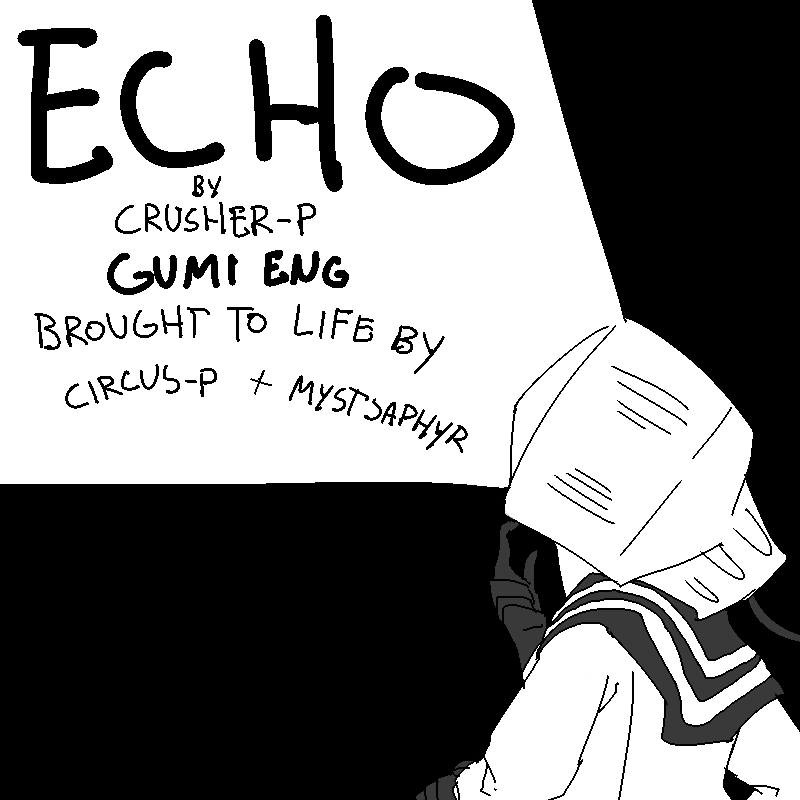 ECHO
BY
CRUSHER-P
GUMI ENG
BROUGHT TO LIFE BY
CIRCUS-P + MYSTSAPHYR